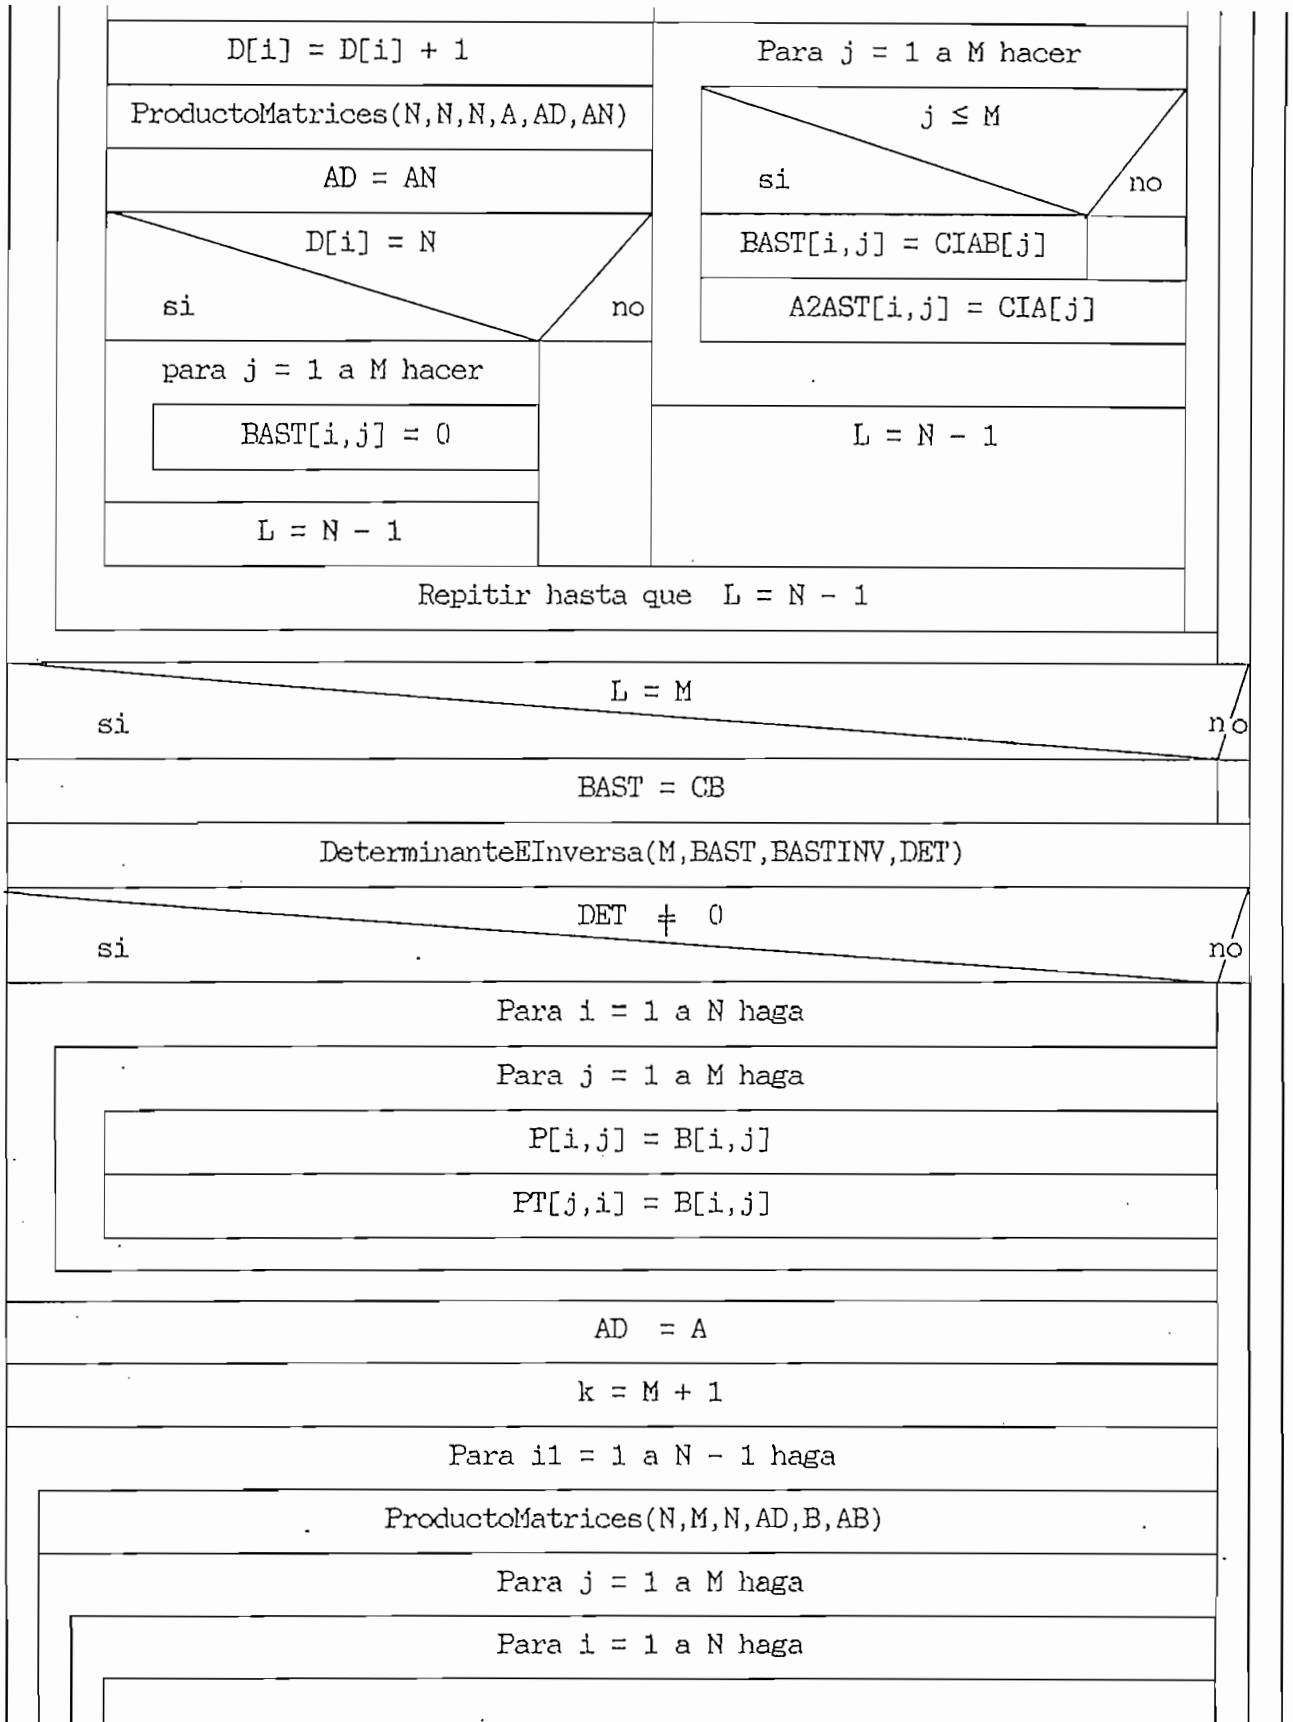 D[i] = D[i] + 1
ProductoMatrices(N,N,N,A,AD,AN)
AD = AN
D[i] = N
si
no
para j = 1 a M hacer
BAST[i,j] = 0
L = N - 1
Para j = 1 a M hacer
j ≤ M
si
no
BAST[i,j] = CIAB[j]
A2AST[i,j] = CIA[j]
L = N - 1
Repitir hasta que L = N - 1
L = M
si
no
BAST = CB
DeterminanteEInversa(M,BAST,BASTINV,DET)
DET ≠ 0
si
no
Para i = 1 a N haga
Para j = 1 a M haga
P[i,j] = B[i,j]
PT[j,i] = B[i,j]
AD = A
k = M + 1
Para i1 = 1 a N - 1 haga
ProductoMatrices(N,M,N,AD,B,AB)
Para j = 1 a M haga
Para i = 1 a N haga